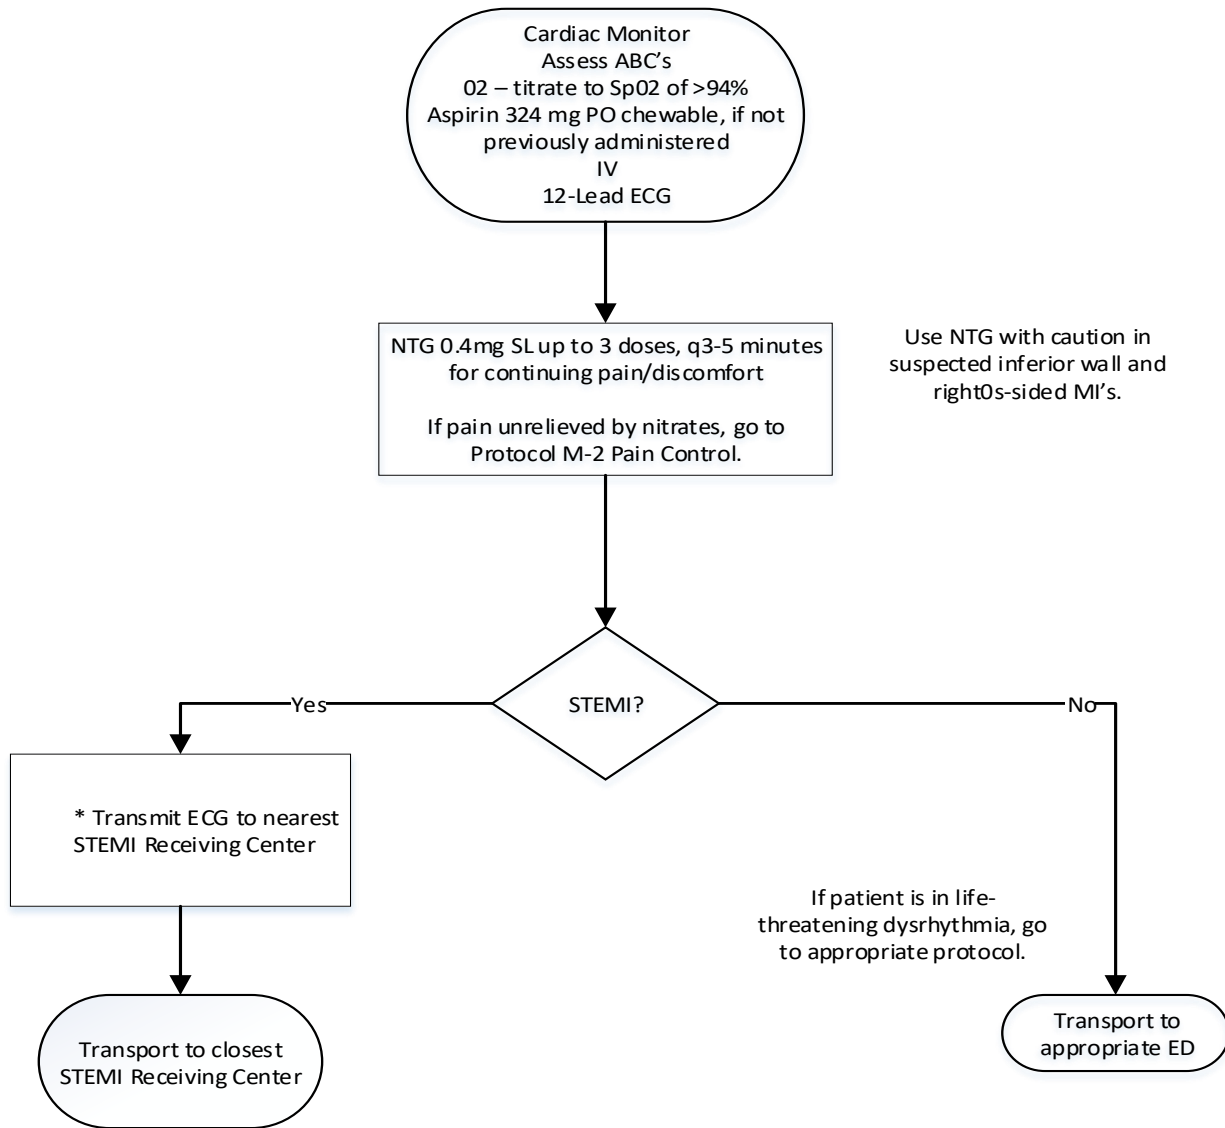 Cardiac Monitor
Assess ABC's
02 – titrate to Sp02 of >94%
Aspirin 324 mg PO chewable, if not
previously administered
IV
12-Lead ECG
NTG 0.4mg SL up to 3 doses, q3-5 minutes
for continuing pain/discomfort
If pain unrelieved by nitrates, go to
Protocol M-2 Pain Control.
Use NTG with caution in
suspected inferior wall and
right0s-sided MI's.
STEMI?
Yes
No
* Transmit ECG to nearest
STEMI Receiving Center
If patient is in life-
threatening dysrhythmia, go
to appropriate protocol.
Transport to closest
STEMI Receiving Center
Transport to
appropriate ED